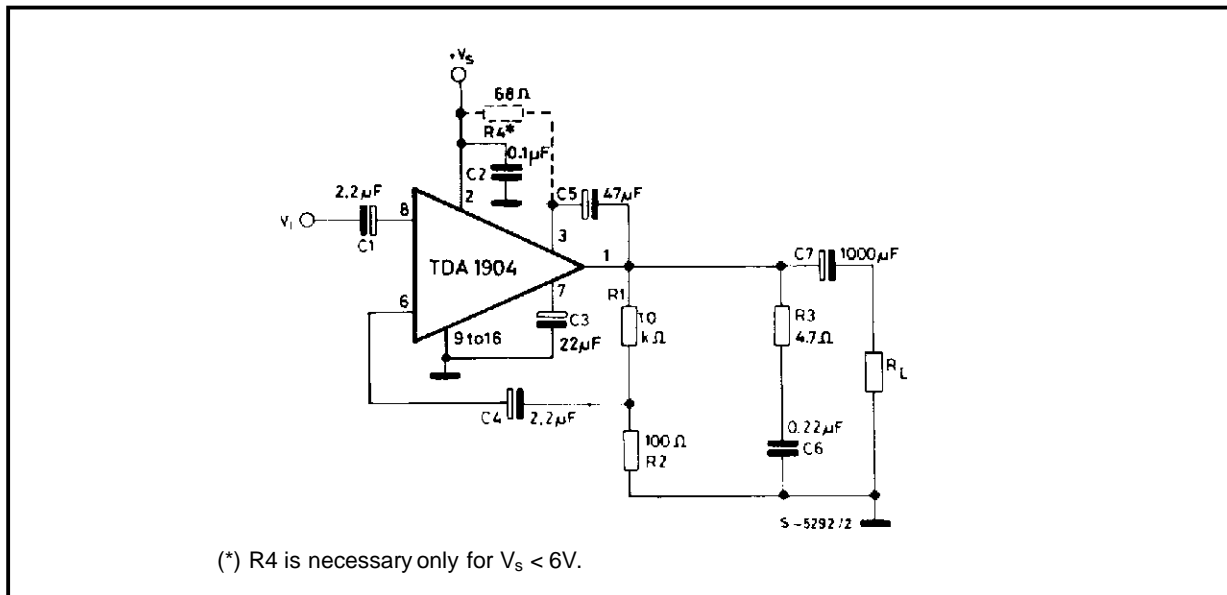 +Vs
68Ω
R4*
0.1µF
C2
2
2.2µF
C5
47µF
VI
8
C1
3
1
C7
1000µF
TDA 1904
6
7
R1
10
kΩ
R3
4.7Ω
C3
22µF
9 to 16
RL
C4
2.2µF
100Ω
R2
0.22µF
C6
S-5292/2
(*) R4 is necessary only for Vs < 6V.